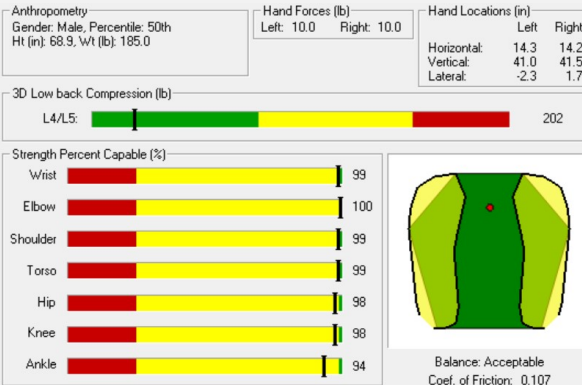 Anthropometry
Gender: Male, Percentile: 50th
Ht (in): 68.9, Wt (lb): 185.0
Hand Forces (lb)
Left: 10.0 Right: 10.0
Hand Locations (in)
Left Right
Horizontal: 14.3 14.2
Vertical: 41.0 41.5
Lateral: -2.3 1.7
3D Low back Compression (lb)
L4/L5: 202
Strength Percent Capable (%)
Wrist 99
Elbow 100
Shoulder 99
Torso 99
Hip 98
Knee 98
Ankle 94
Balance: Acceptable
Coef. of Friction: 0.107